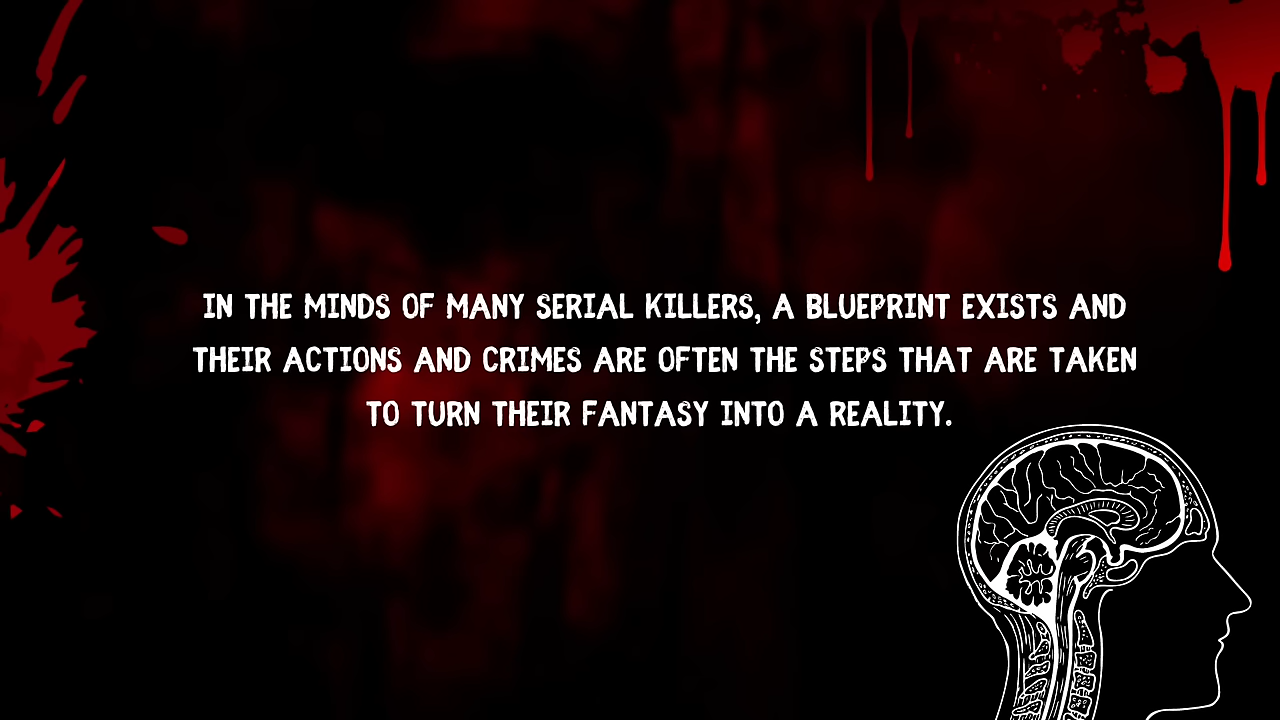 IN THE MINDS OF MANY SERIAL KILLERS, A BLUEPRINT EXISTS AND
THEIR ACTIONS AND CRIMES ARE OFTEN THE STEPS THAT ARE TAKEN
TO TURN THEIR FANTASY INTO A REALITY.